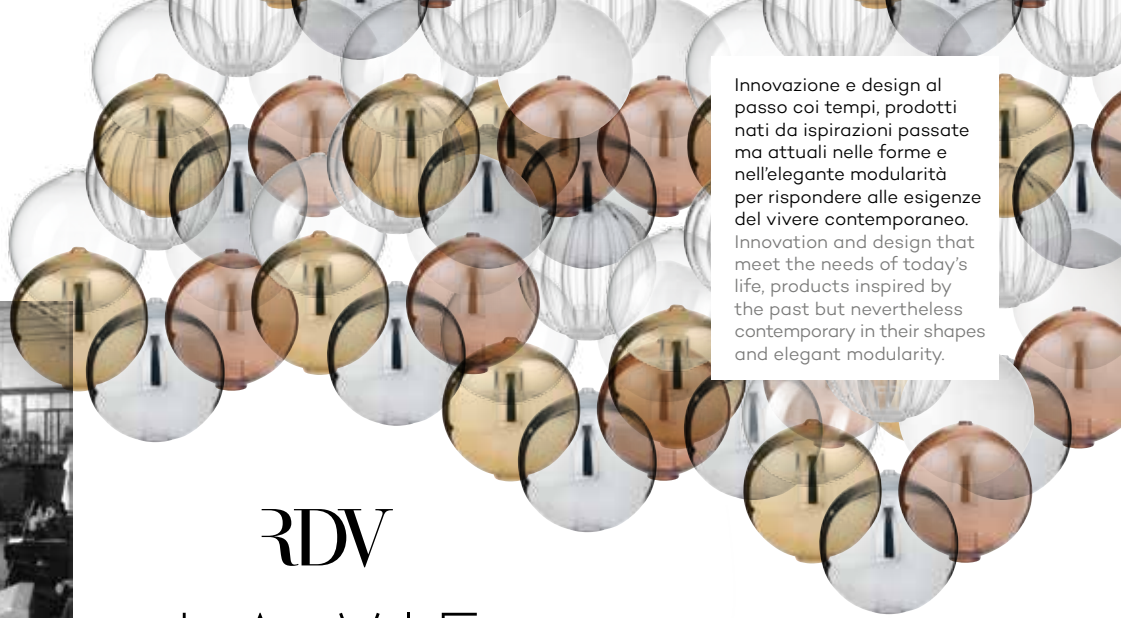 Innovazione e design al
passo coi tempi, prodotti
nati da ispirazioni passate
ma attuali nelle forme e
nell’elegante modularità
per rispondere alle esigenze
del vivere contemporaneo.
Innovation and design that
meet the needs of today’s
life, products inspired by
the past but nevertheless
contemporary in their shapes
and elegant modularity.
RDV